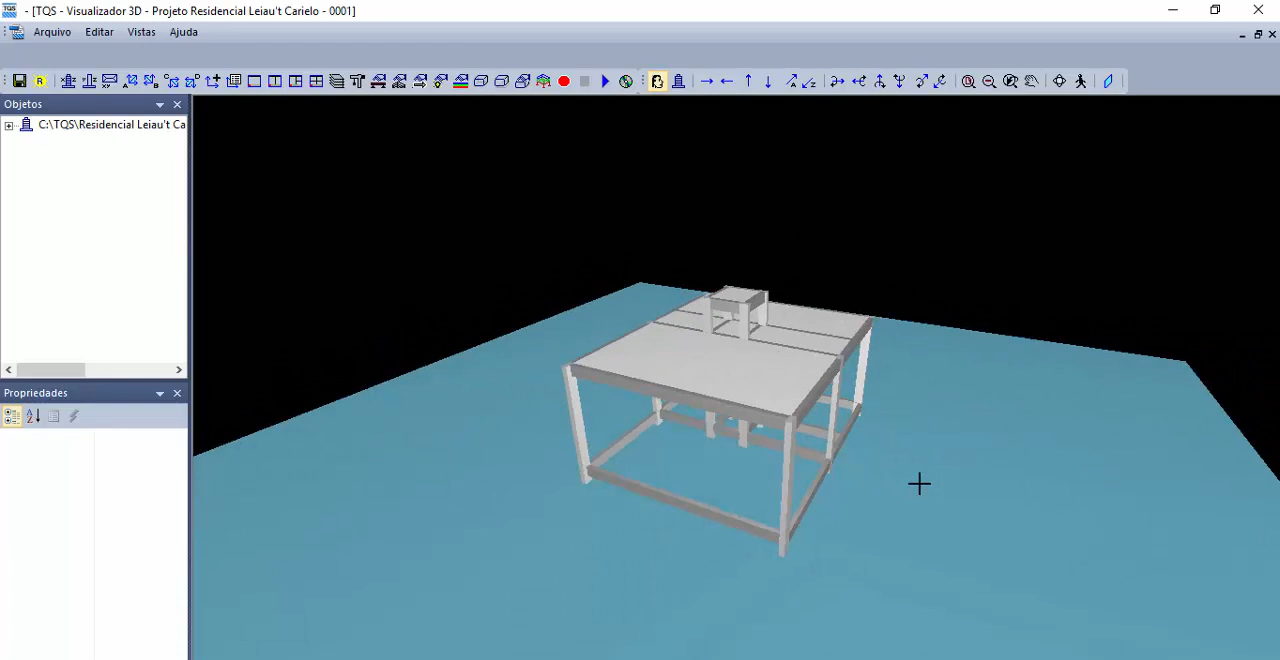 TQS - [TQS - Visualizador 3D - Projeto Residencial Leiau't Carielo - 0001]
Arquivo Editar Vistas Ajuda
R
Objetos
C:\TQS\Residencial Leiau't Ca
Propriedades